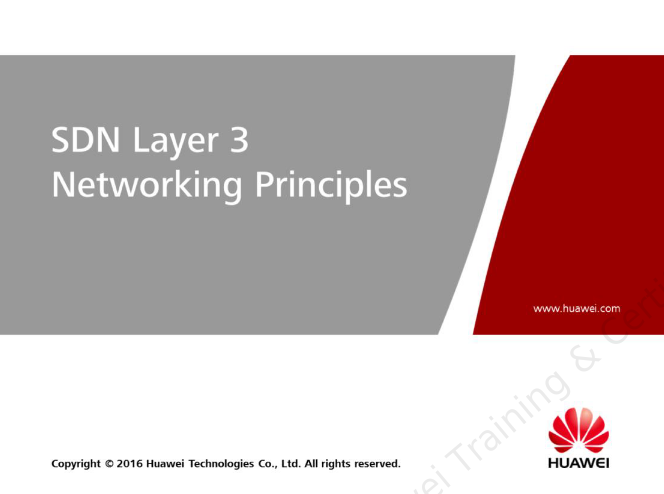 SDN Layer 3
Networking Principles
www.huawei.com
Training &
HUAWEI
Copyright © 2016 Huawei Technologies Co., Ltd. All rights reserved.